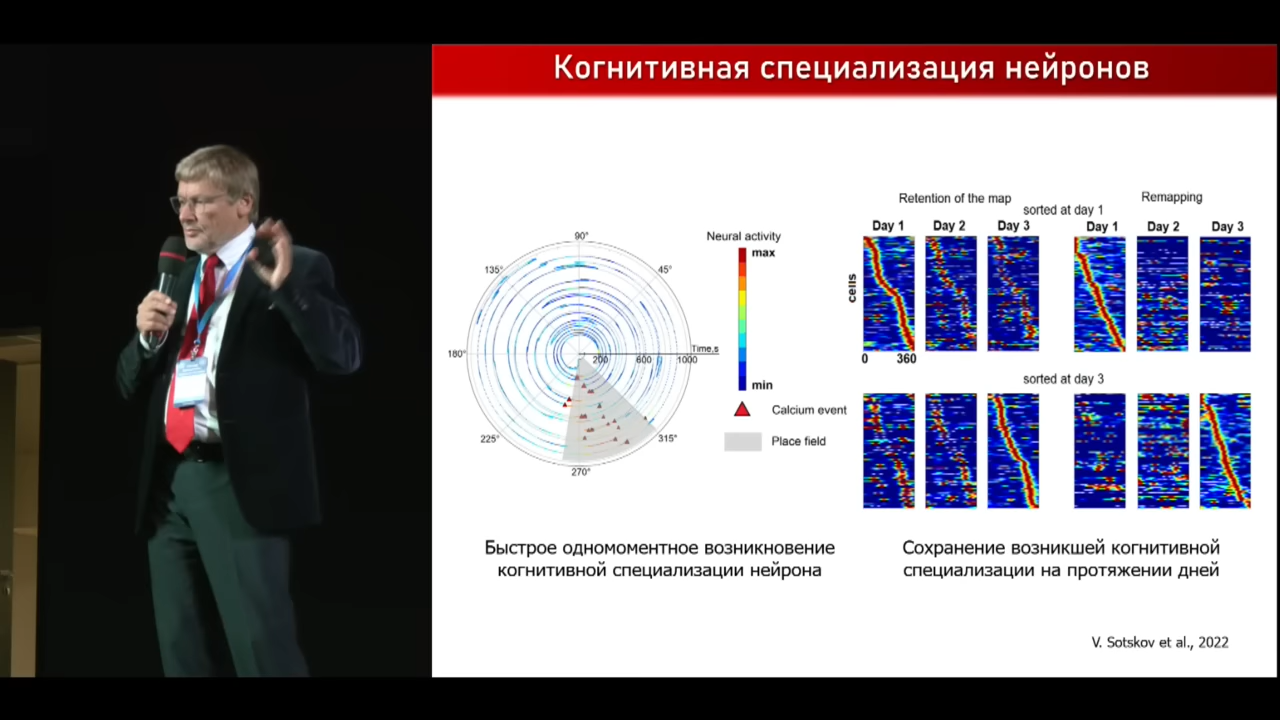 Когнитивная специализация нейронов
90°
135°
45°
180°
Time,s
200
600
1000
225°
315°
270°
Neural activity
max
min
Calcium event
Place field
Retention of the map
Remapping
sorted at day 1
Day 1
Day 2
Day 3
Day 1
Day 2
Day 3
cells
0
360
sorted at day 3
Быстрое одномоментное возникновение
когнитивной специализации нейрона
Сохранение возникшей когнитивной
специализации на протяжении дней
V. Sotskov et al., 2022